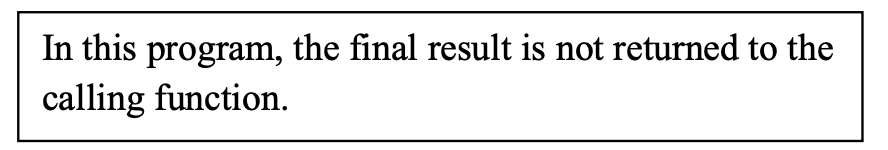 In this program, the final result is not returned to the
calling function.